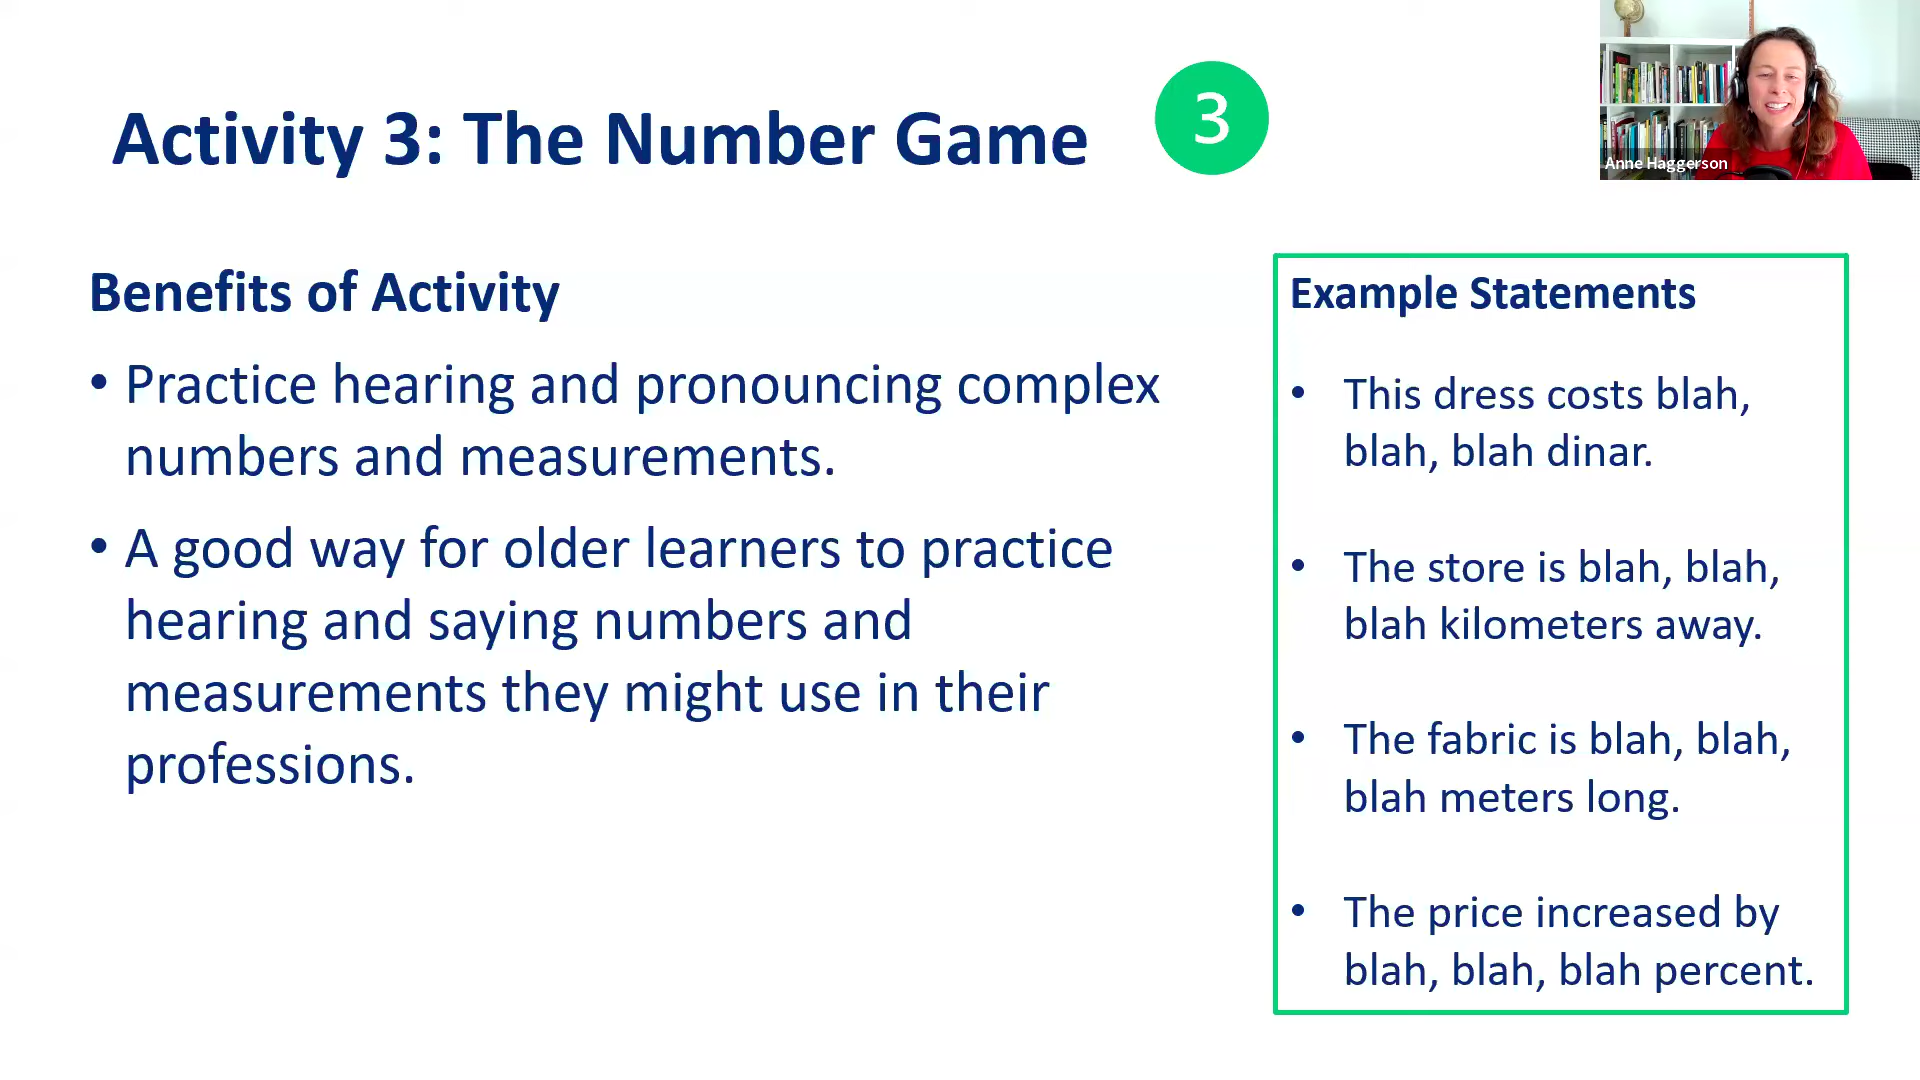 Activity 3: The Number Game
3
Anne Haggerson
Benefits of Activity
• Practice hearing and pronouncing complex
numbers and measurements.
• A good way for older learners to practice
hearing and saying numbers and
measurements they might use in their
professions.
Example Statements
• This dress costs blah,
blah, blah dinar.
• The store is blah, blah,
blah kilometers away.
• The fabric is blah, blah,
blah meters long.
• The price increased by
blah, blah, blah percent.